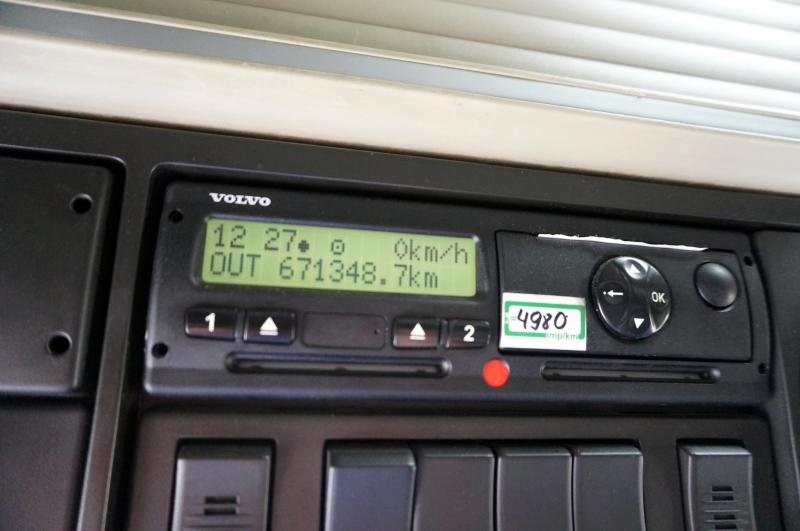 VOLVO
12 27 0km/h
OUT 671348.7km
1 2
k= 4980
imp/km
OK